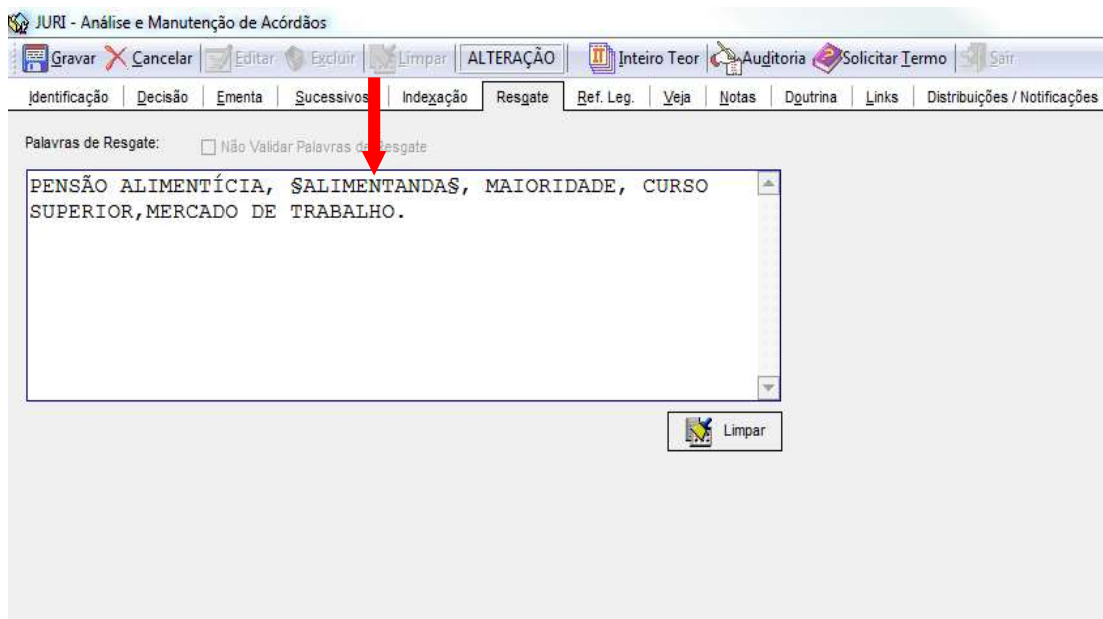 JURI - Análise e Manutenção de Acórdãos
Gravar Cancelar Editar Excluir Limpar ALTERAÇÃO Inteiro Teor Auditoria Solicitar Termo Sair
Identificação Decisão Ementa Sucessivos Indexação Resgate Ref. Leg. Veja Notas Doutrina Links Distribuições / Notificações
Palavras de Resgate: Não Validar Palavras de Resgate
PENSÃO ALIMENTÍCIA, §ALIMENTANDA§, MAIORIDADE, CURSO
SUPERIOR,MERCADO DE TRABALHO.
Limpar